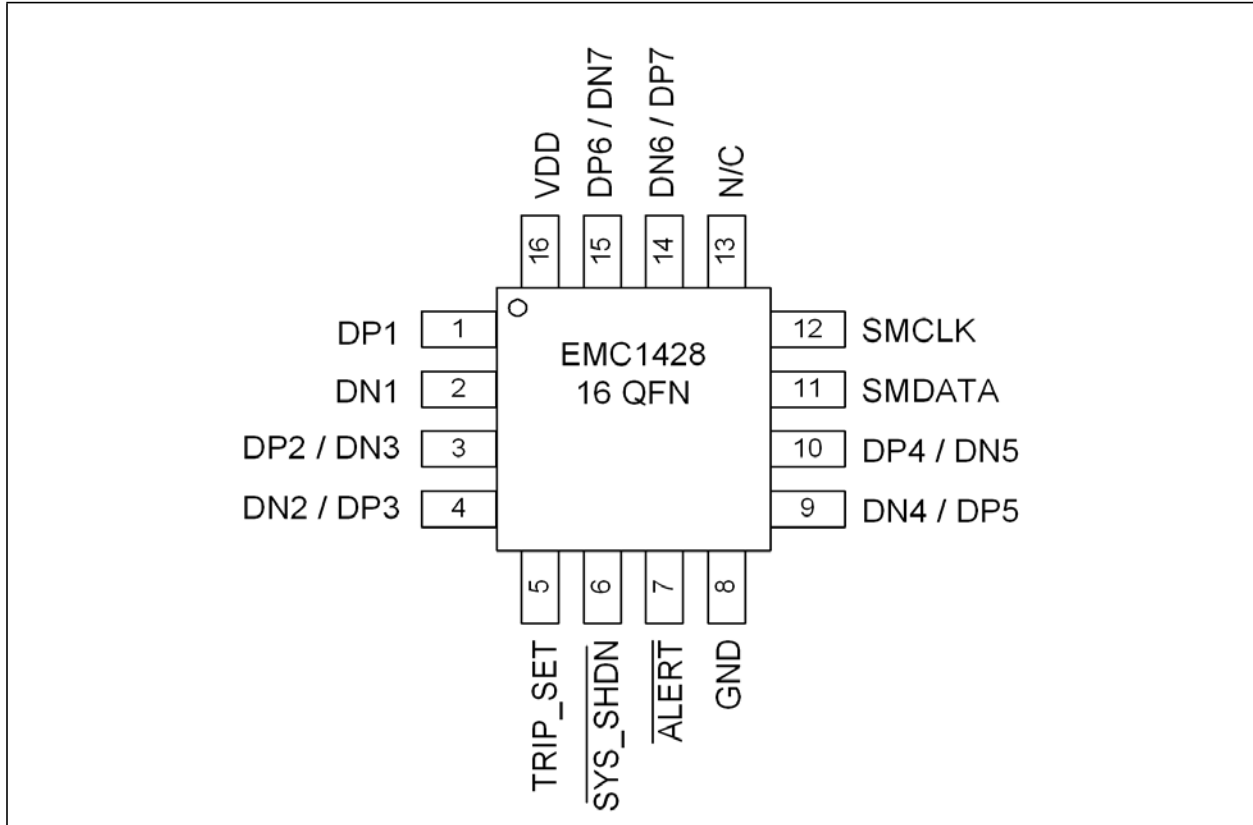 VDD
DP6 / DN7
DN6 / DP7
N/C
16
15
14
13
DP1
1
EMC1428
16 QFN
12
SMCLK
DN1
2
11
SMDATA
DP2 / DN3
3
10
DP4 / DN5
DN2 / DP3
4
9
DN4 / DP5
5
6
7
8
TRIP_SET
SYS_SHDN
ALERT
GND